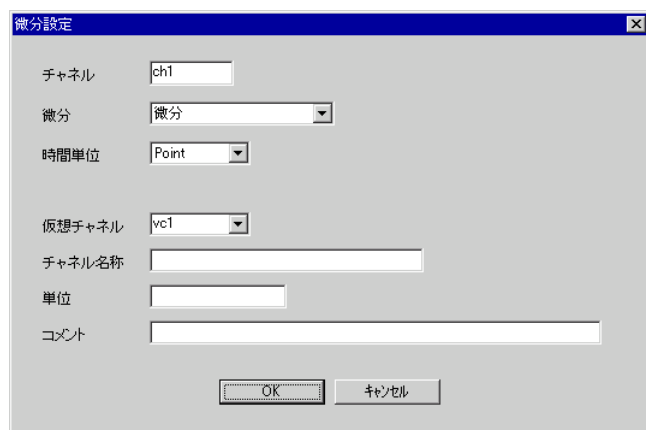 微分設定
チャネル ch1
微分 微分
時間単位 Point
仮想チャネル vc1
チャネル名称
単位
コメント
OK ｷｬﾝｾﾙ